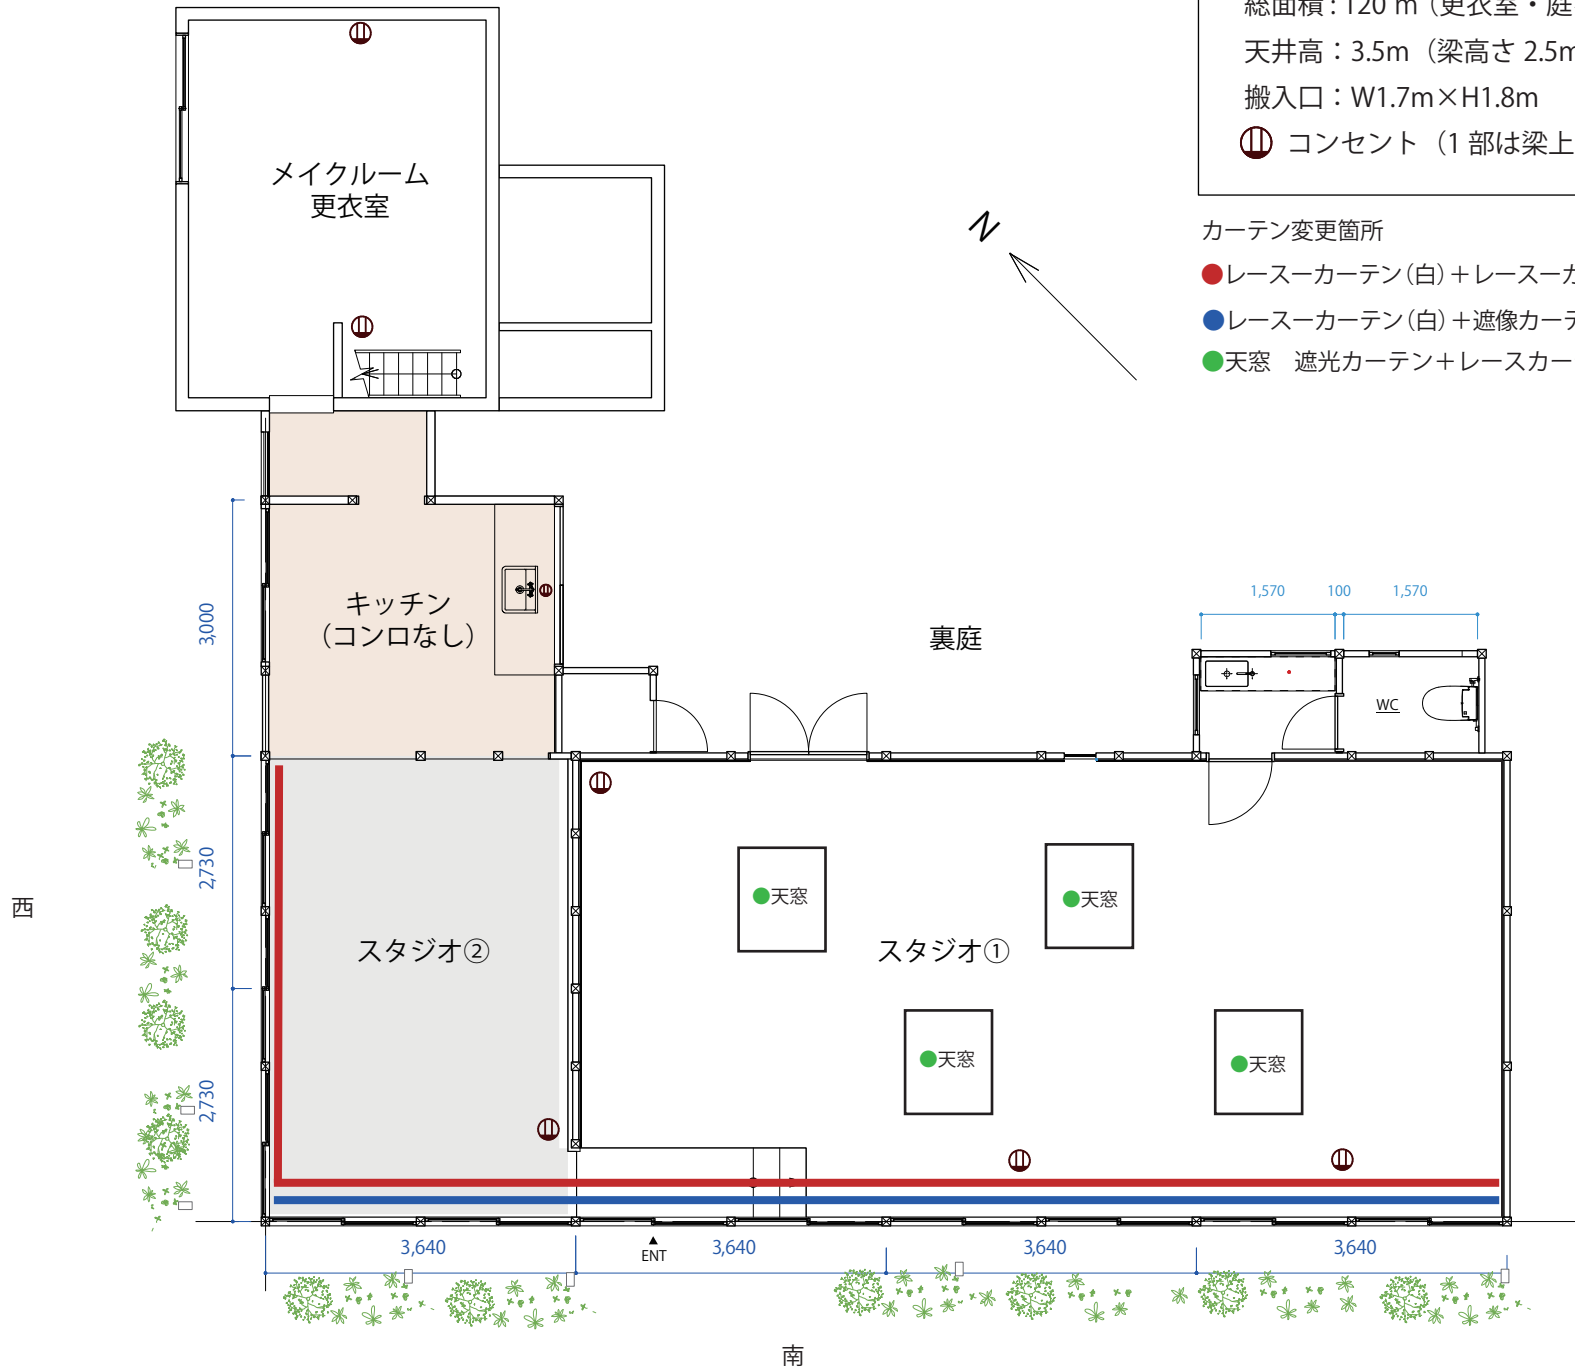 総面積：120 ㎡（更衣室・庭
天井高：3.5m（梁高さ 2.5m
搬入口：W1.7m×H1.8m
コンセント（1 部は梁上
カーテン変更箇所
●レースーカーテン（白）＋レースーカ
●レースーカーテン（白）＋遮像カーテ
●天窓　遮光カーテン＋レースカー
N
メイクルーム
更衣室
キッチン
（コンロなし）
3,000
裏庭
1,570
100
1,570
WC
2,730
2,730
西
スタジオ②
スタジオ①
●天窓
●天窓
●天窓
●天窓
3,640
ENT
3,640
3,640
3,640
南